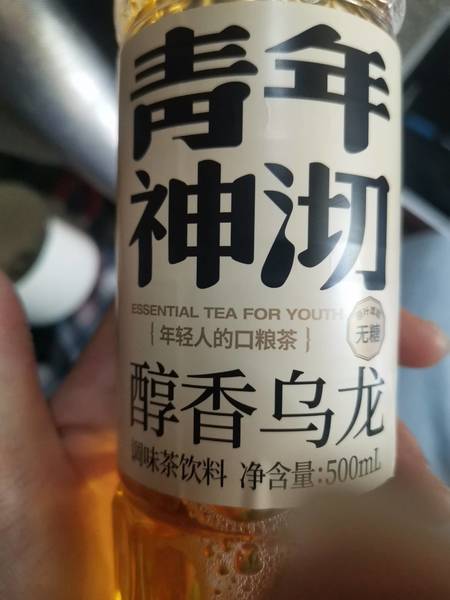 青年
神沏
ESSENTIAL TEA FOR YOUTH
{年轻人的口粮茶}
无糖
醇香乌龙
调味茶饮料 净含量:500mL